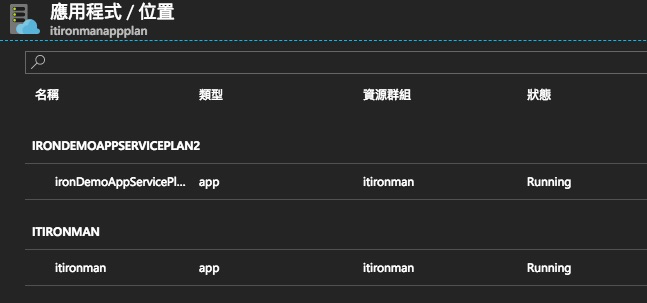 應用程式 / 位置
itironmanappplan
名稱 類型 資源群組 狀態
IRONDEMOAPPSERVICEPLAN2
ironDemoAppServicePl... app itironman Running
ITIRONMAN
itironman app itironman Running